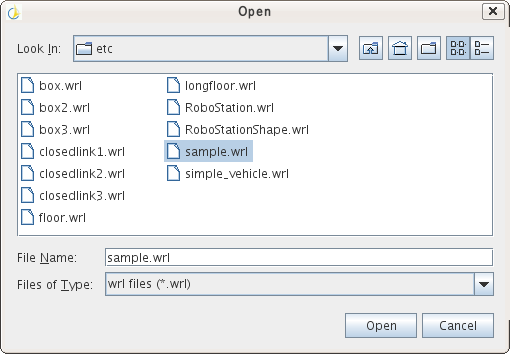 Open
Look In: etc
box.wrl longfloor.wrl
box2.wrl RoboStation.wrl
box3.wrl RoboStationShape.wrl
closedlink1.wrl sample.wrl
closedlink2.wrl simple_vehicle.wrl
closedlink3.wrl
floor.wrl
File Name: sample.wrl
Files of Type: wrl files (*.wrl)
Open Cancel